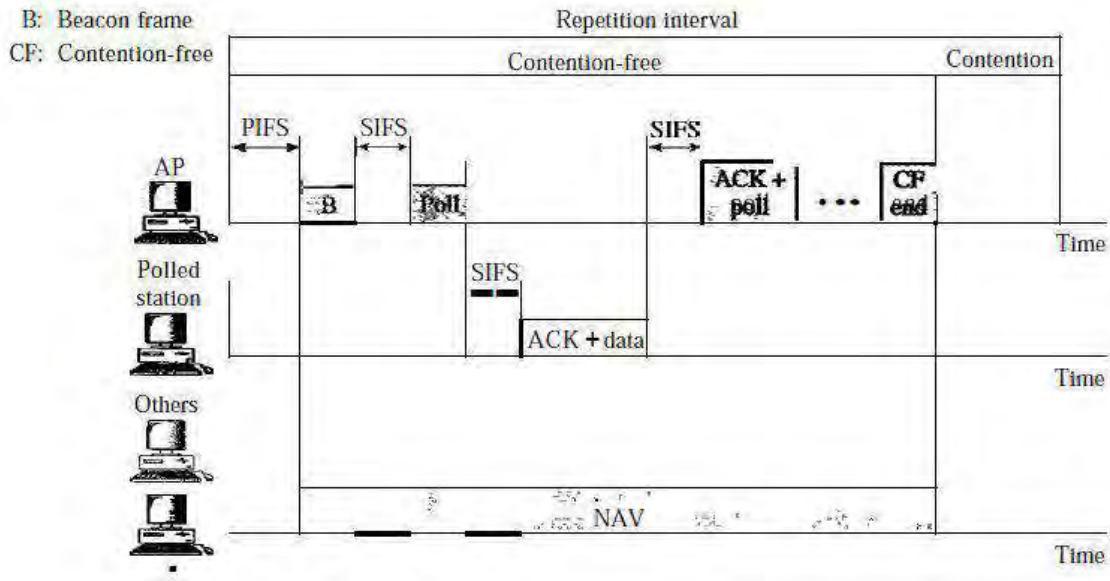 B: Beacon frame
Repetition interval
CF: Contention-free
Contention-free
Contention
PIFS
SIFS
SIFS
AP
B
Poll
ACK +
poll
• • •
CF
end
Time
Polled
station
SIFS
ACK + data
Time
Others
NAV
Time